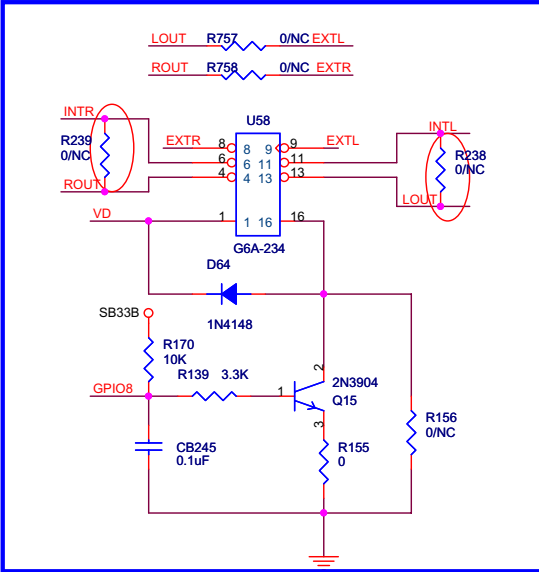 LOUT R757 0/NC EXTL
ROUT R758 0/NC EXTR
U58
INTR INTL
R239 EXTR 8 8 9 9 EXTL R238
0/NC 6 6 11 11 0/NC
ROUT 4 4 13 13 LOUT
VD 1 1 16 16
G6A-234
D64
SB33B 1N4148
R170
10K
R139 3.3K 2 2N3904
GPIO8 1 Q15
3 R156
CB245 R155 0/NC
0.1uF 0